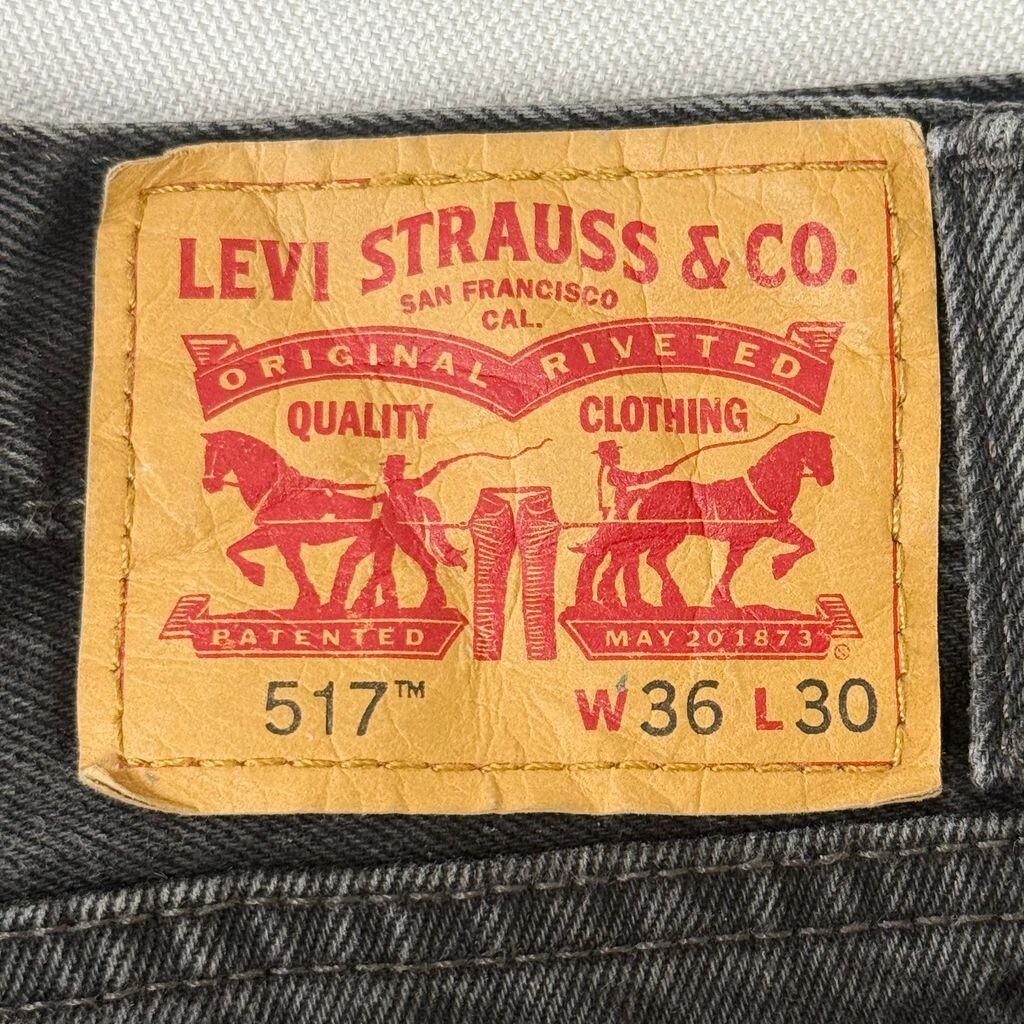 LEVI STRAUSS & CO.
SAN FRANCISCO
CAL.
ORIGINAL RIVETED
QUALITY CLOTHING
PATENTED MAY 20 1873 ®
517™ W36 L30